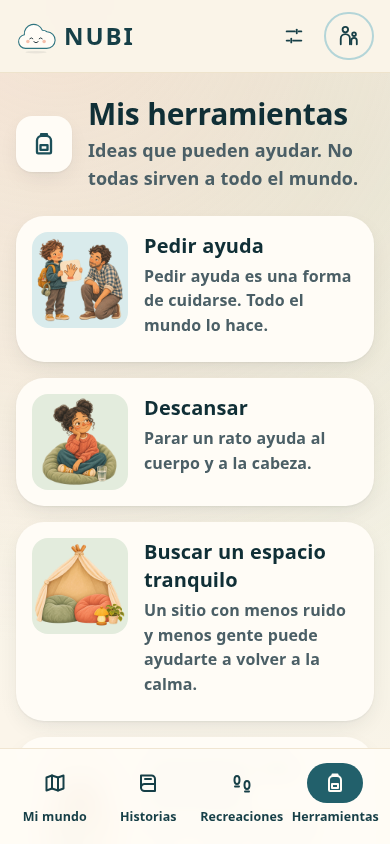 NUBI
Mis herramientas
Ideas que pueden ayudar. No
todas sirven a todo el mundo.
Pedir ayuda
Pedir ayuda es una forma
de cuidarse. Todo el
mundo lo hace.
Descansar
Parar un rato ayuda al
cuerpo y a la cabeza.
Buscar un espacio
tranquilo
Un sitio con menos ruido
y menos gente puede
ayudarte a volver a la
calma.
Mi mundo
Historias
Recreaciones
Herramientas